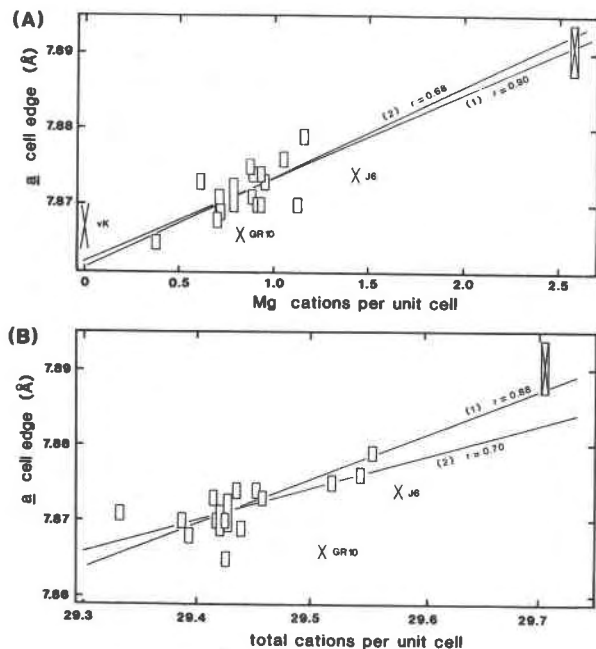 (A)
a cell edge (Å)
7.89
7.88
7.87
(2) r=0.68
(1) r=0.90
vK
GR10
J6
0 0.5 1.0 1.5 2.0 2.5
Mg cations per unit cell
(B)
a cell edge (Å)
7.89
7.88
7.87
7.86
(1) r=0.88
(2) r=0.70
J6
GR10
29.3 29.4 29.5 29.6 29.7
total cations per unit cell